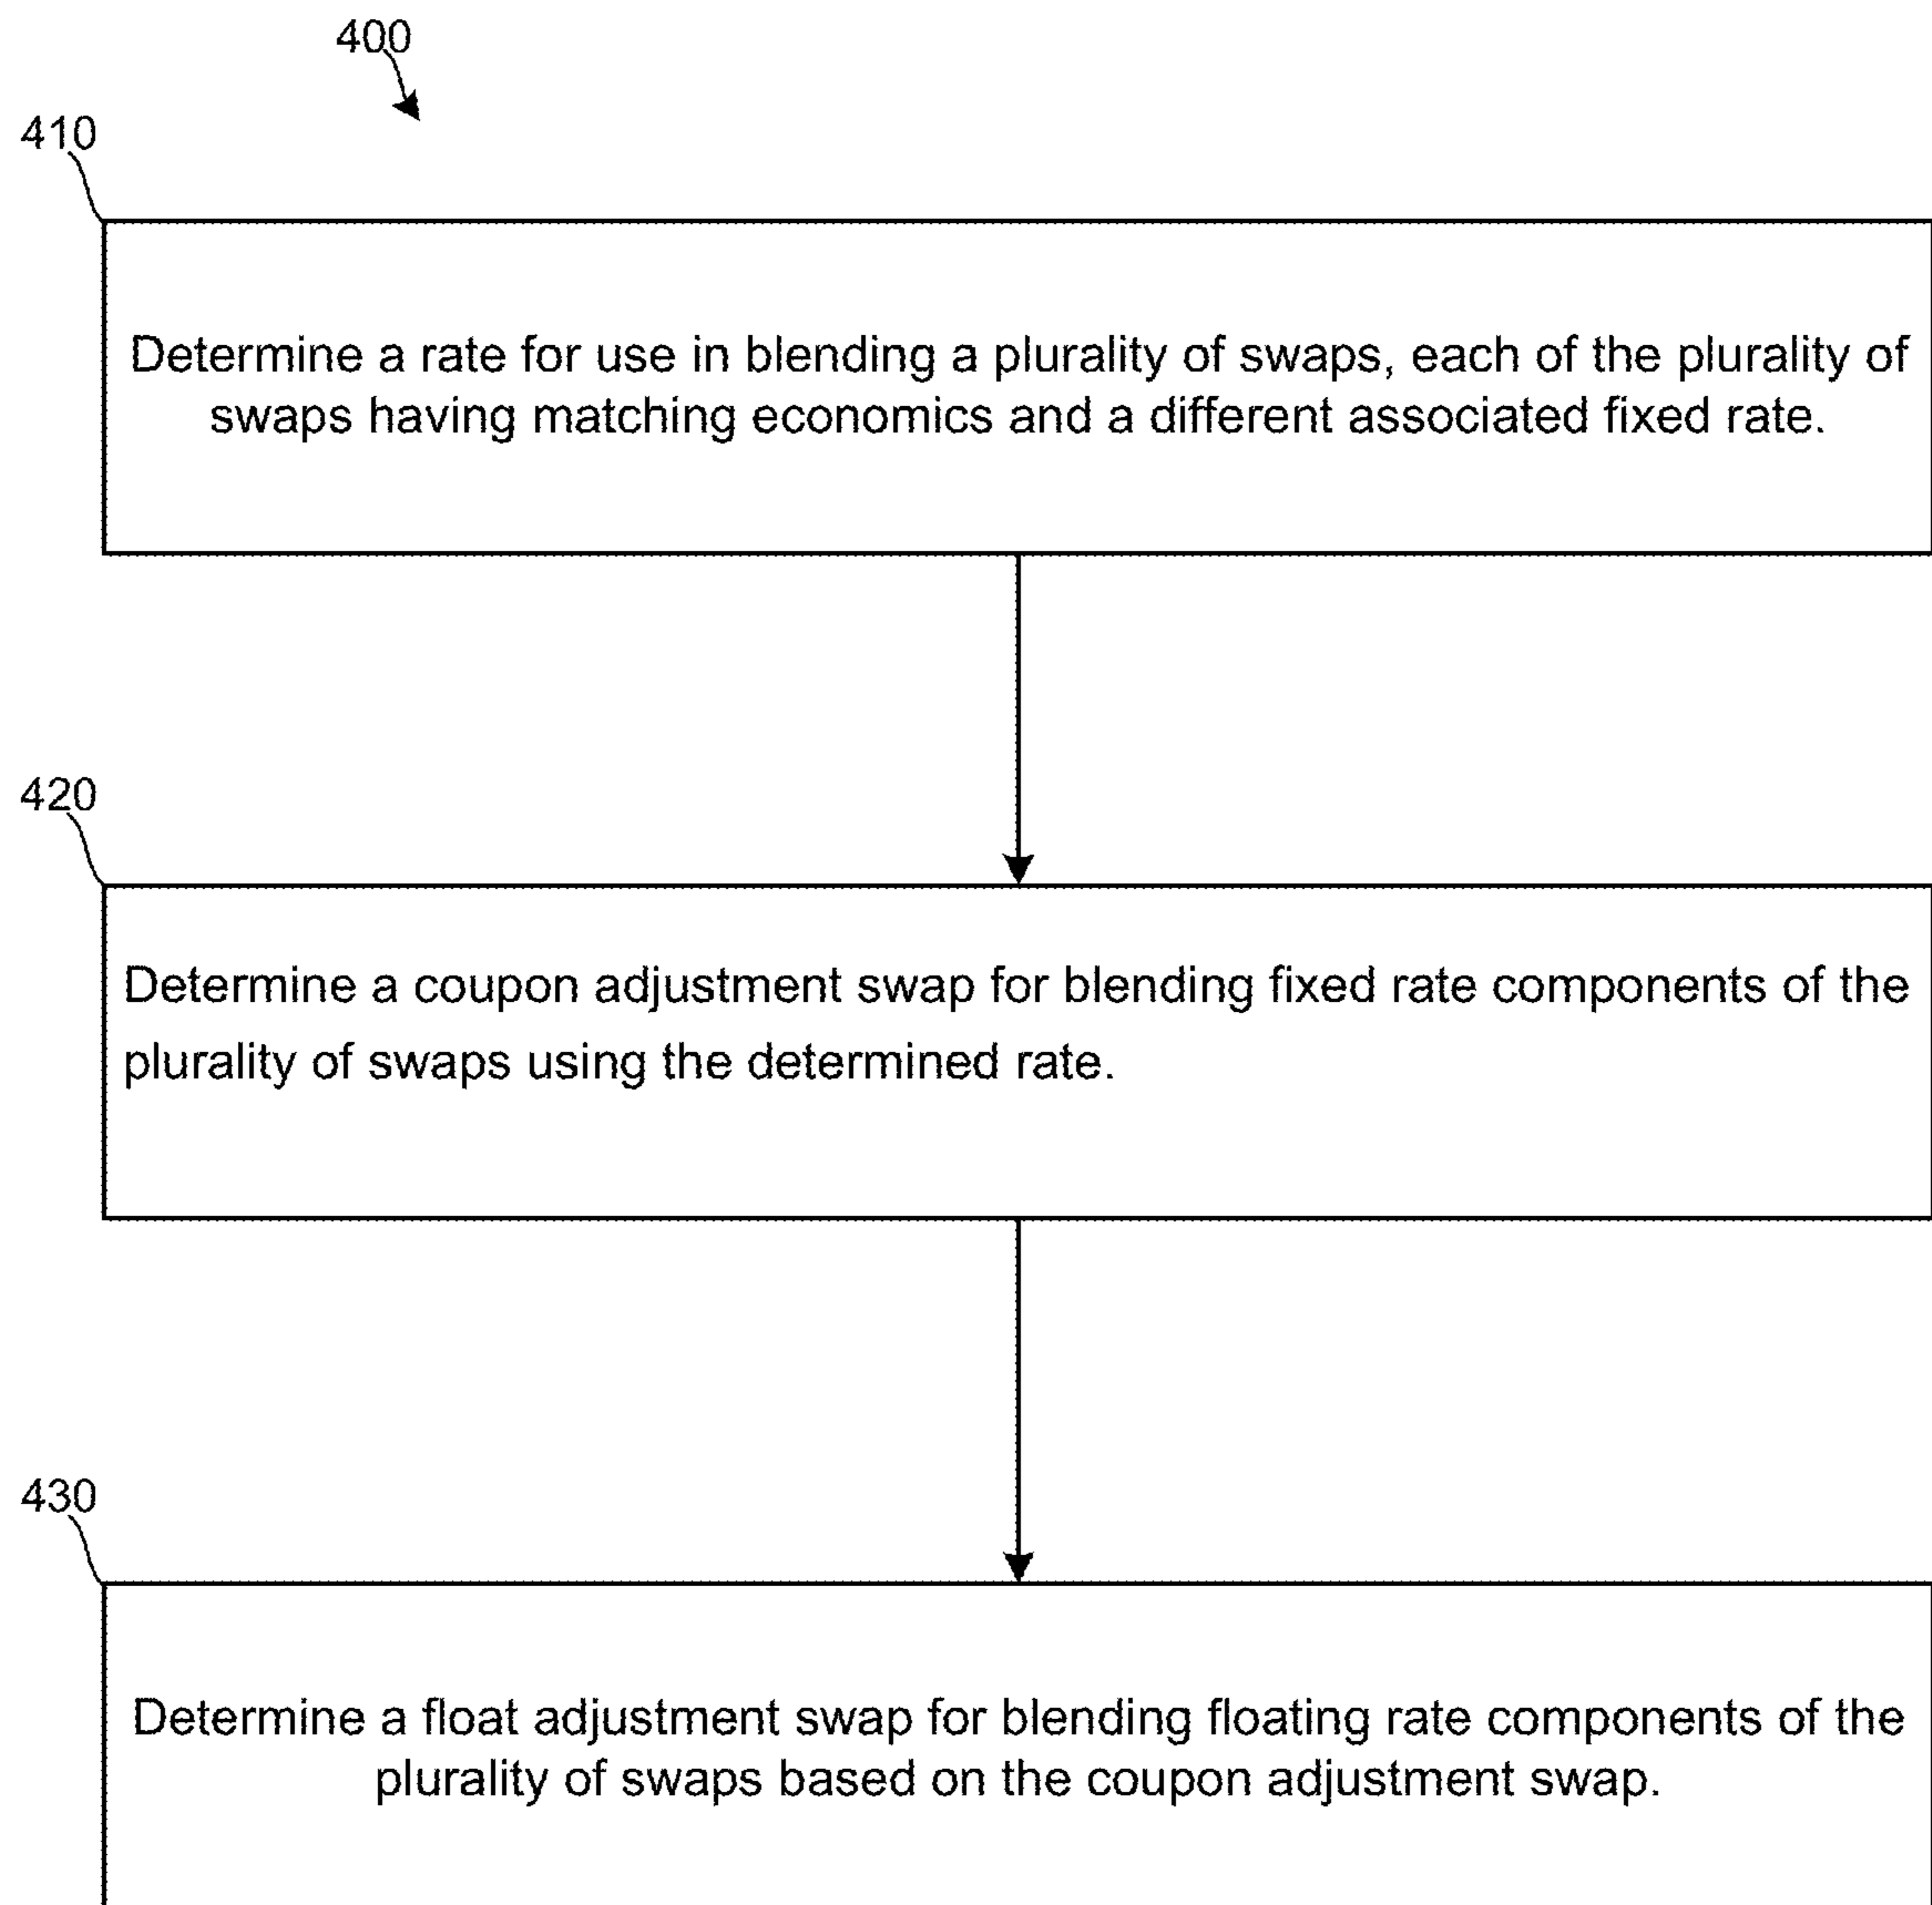 400
410
Determine a rate for use in blending a plurality of swaps, each of the plurality of
swaps having matching economics and a different associated fixed rate.
420
Determine a coupon adjustment swap for blending fixed rate components of the
plurality of swaps using the determined rate.
430
Determine a float adjustment swap for blending floating rate components of the
plurality of swaps based on the coupon adjustment swap.